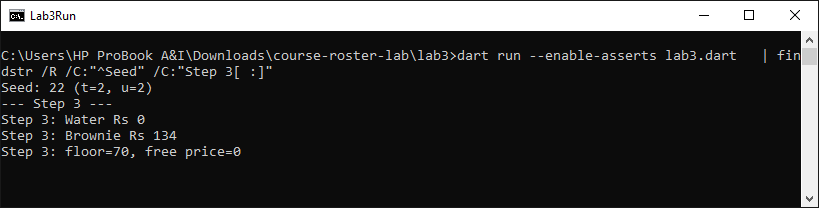 Lab3Run
C:\Users\HP ProBook A&I\Downloads\course-roster-lab\lab3>dart run --enable-asserts lab3.dart   | fin
dstr /R /C:"^Seed" /C:"Step 3[ :]"
Seed: 22 (t=2, u=2)
--- Step 3 ---
Step 3: Water Rs 0
Step 3: Brownie Rs 134
Step 3: floor=70, free price=0